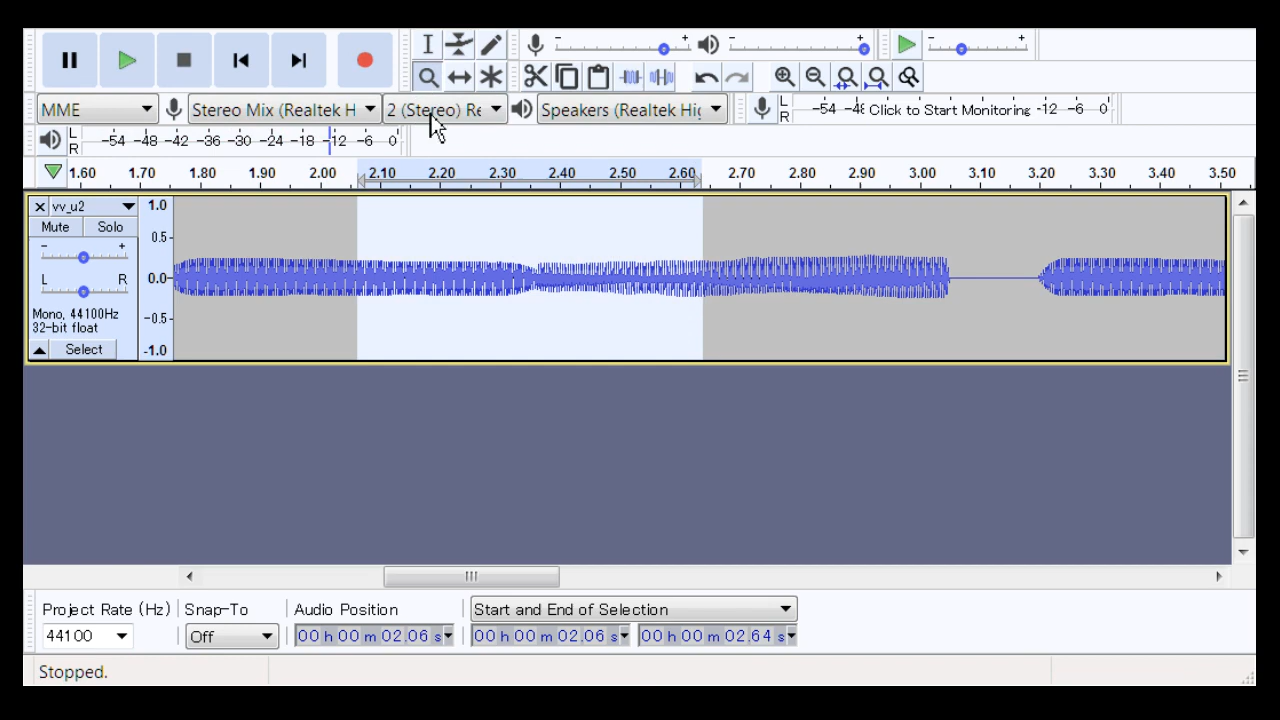 MME
Stereo Mix (Realtek H
2 (Stereo) Re
Speakers (Realtek Hig
L
R
-54 -48 Click to Start Monitoring -12 -6 0
L
R
-54 -48 -42 -36 -30 -24 -18 -12 -6 0
1.60 1.70 1.80 1.90 2.00 2.10 2.20 2.30 2.40 2.50 2.60 2.70 2.80 2.90 3.00 3.10 3.20 3.30 3.40 3.50
vv_u2
Mute Solo
- +
L R
Mono, 44100Hz
32-bit float
Select
1.0
0.5
0.0
-0.5
-1.0
Project Rate (Hz) Snap-To Audio Position Start and End of Selection
44100 Off 00 h 00 m 02.06 s 00 h 00 m 02.06 s 00 h 00 m 02.64 s
Stopped.